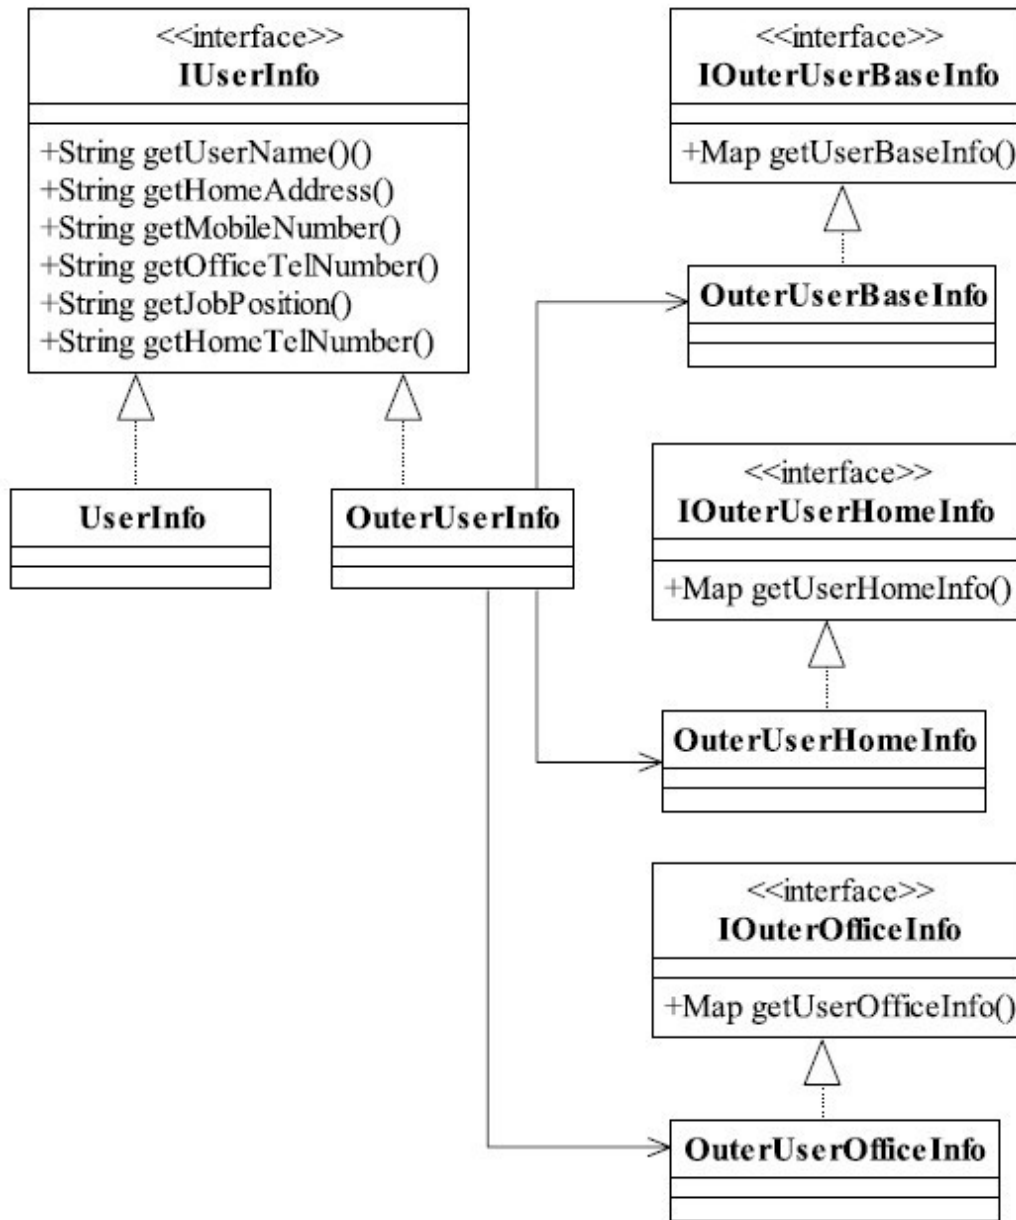 <<interface>>
IUserInfo
+String getUserName()()
+String getHomeAddress()
+String getMobileNumber()
+String getOfficeTelNumber()
+String getJobPosition()
+String getHomeTelNumber()
UserInfo
OuterUserInfo
<<interface>>
IOuterUserBaseInfo
+Map getUserBaseInfo()
OuterUserBaseInfo
<<interface>>
IOuterUserHomeInfo
+Map getUserHomeInfo()
OuterUserHomeInfo
<<interface>>
IOuterOfficeInfo
+Map getUserOfficeInfo()
OuterUserOfficeInfo